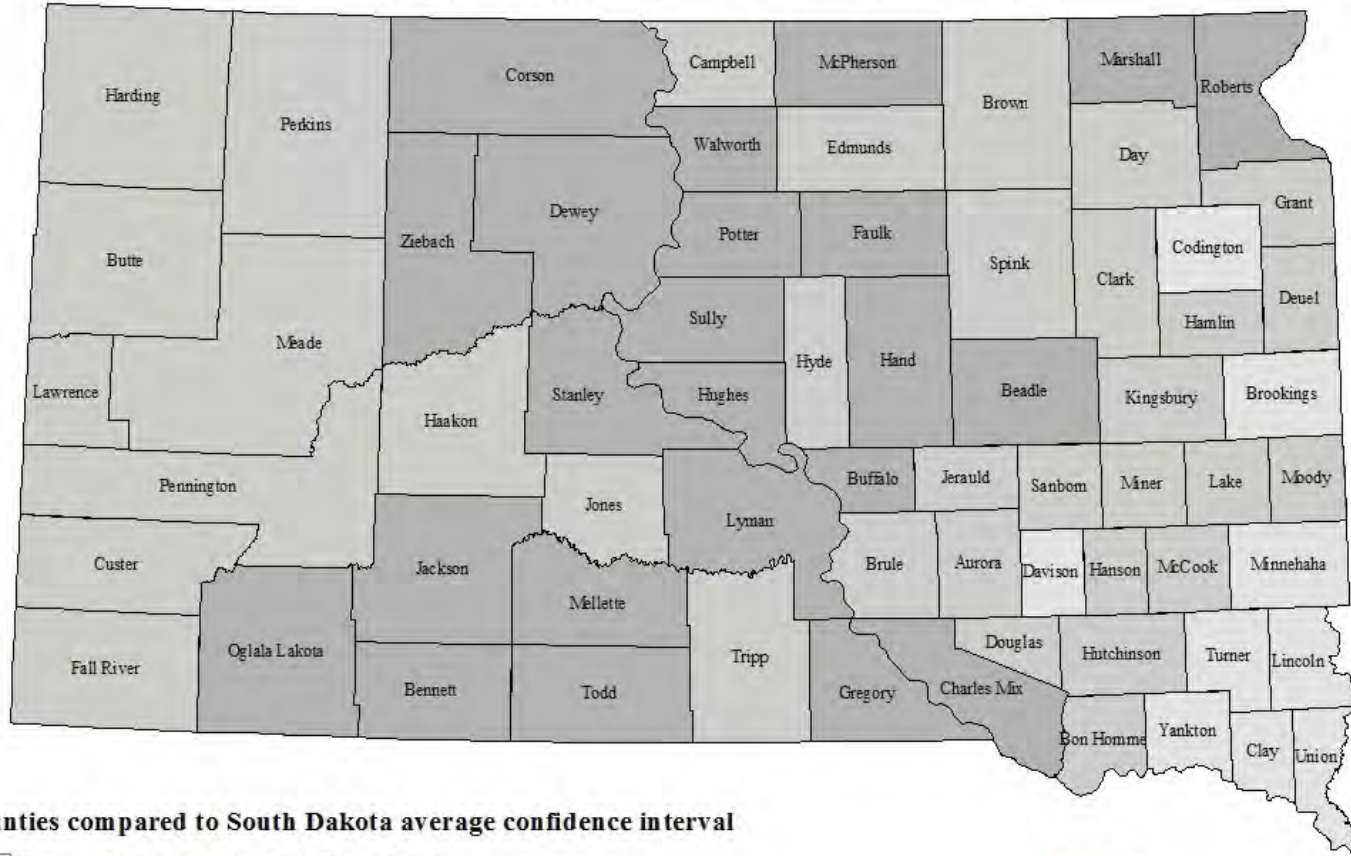 Harding
Perkins
Corson
Campbell
McPherson
Brown
Marshall
Roberts
Walworth
Edmunds
Day
Grant
Butte
Ziebach
Dewey
Potter
Faulk
Spink
Clark
Codington
Deuel
Hamlin
Meade
Sully
Hyde
Hand
Lawrence
Haakon
Stanley
Hughes
Beadle
Kingsbury
Brookings
Pennington
Jones
Lyman
Buffalo
Jerauld
Sanborn
Miner
Lake
Moody
Custer
Jackson
Mellette
Brule
Aurora
Davison
Hanson
McCook
Minnehaha
Fall River
Oglala Lakota
Bennett
Todd
Tripp
Gregory
Charles Mix
Douglas
Hutchinson
Turner
Lincoln
Bon Homme
Yankton
Clay
Union
nties compared to South Dakota average confidence interval